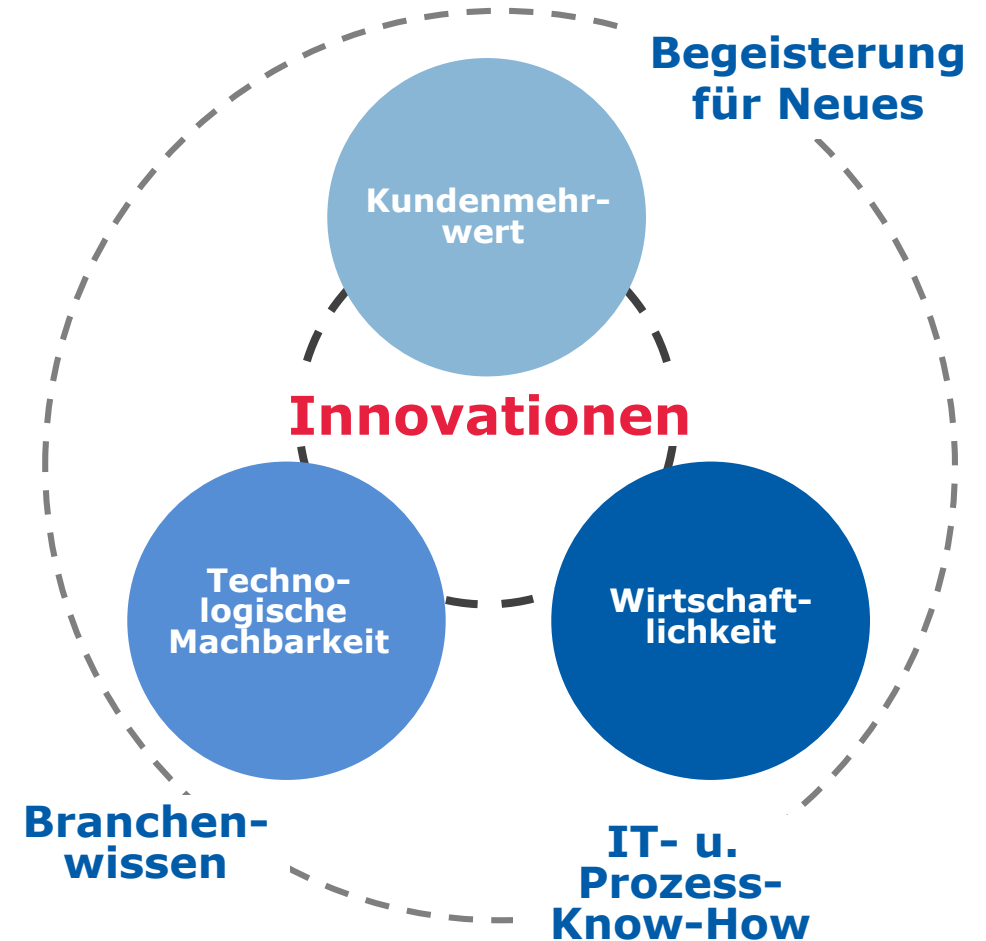 Begeisterung
für Neues
Kundenmehr-
wert
Innovationen
Techno-
logische
Machbarkeit
Wirtschaft-
lichkeit
Branchen-
wissen
IT- u.
Prozess-
Know-How